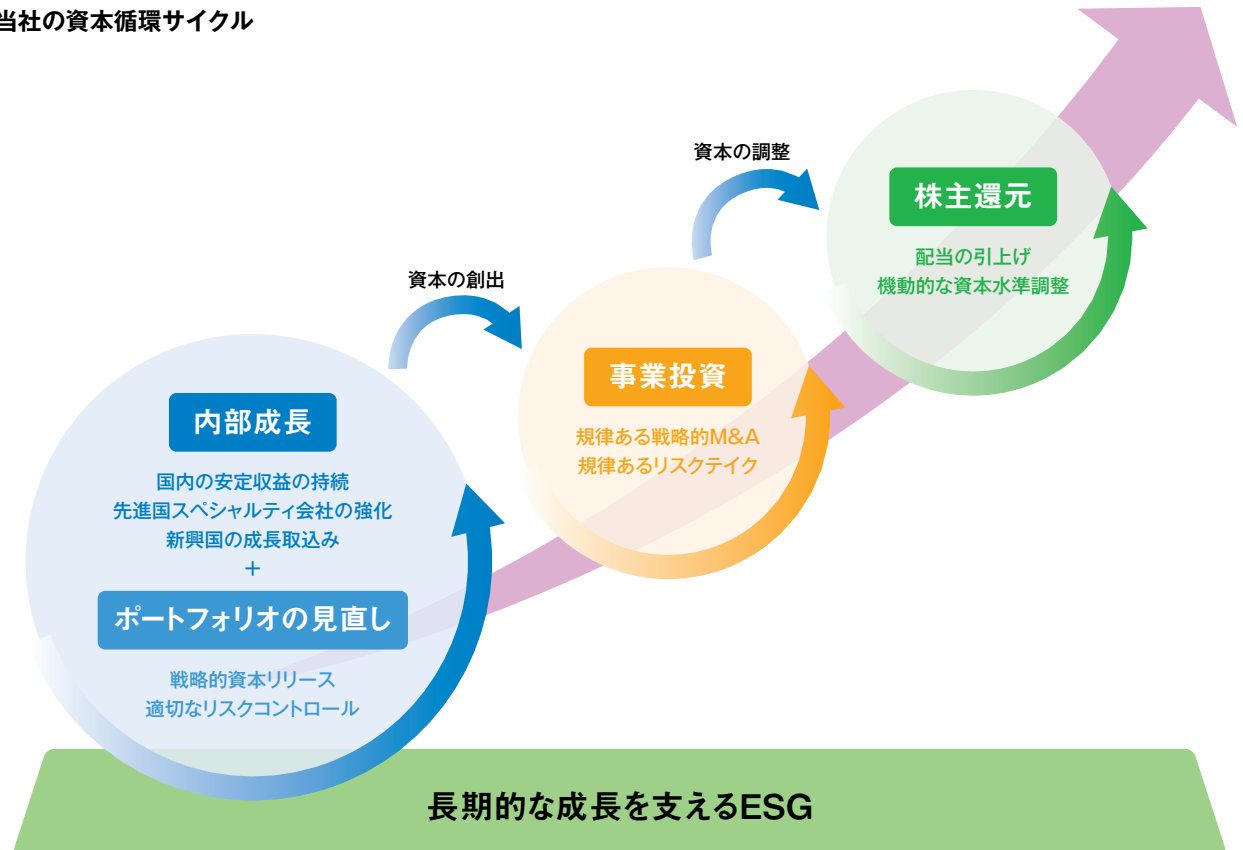 当社の資本循環サイクル
資本の調整
株主還元
配当の引上げ
機動的な資本水準調整
資本の創出
事業投資
規律ある戦略的M&A
規律あるリスクテイク
内部成長
国内の安定収益の持続
先進国スペシャルティ会社の強化
新興国の成長取込み
+
ポートフォリオの見直し
戦略的資本リリース
適切なリスクコントロール
長期的な成長を支えるESG